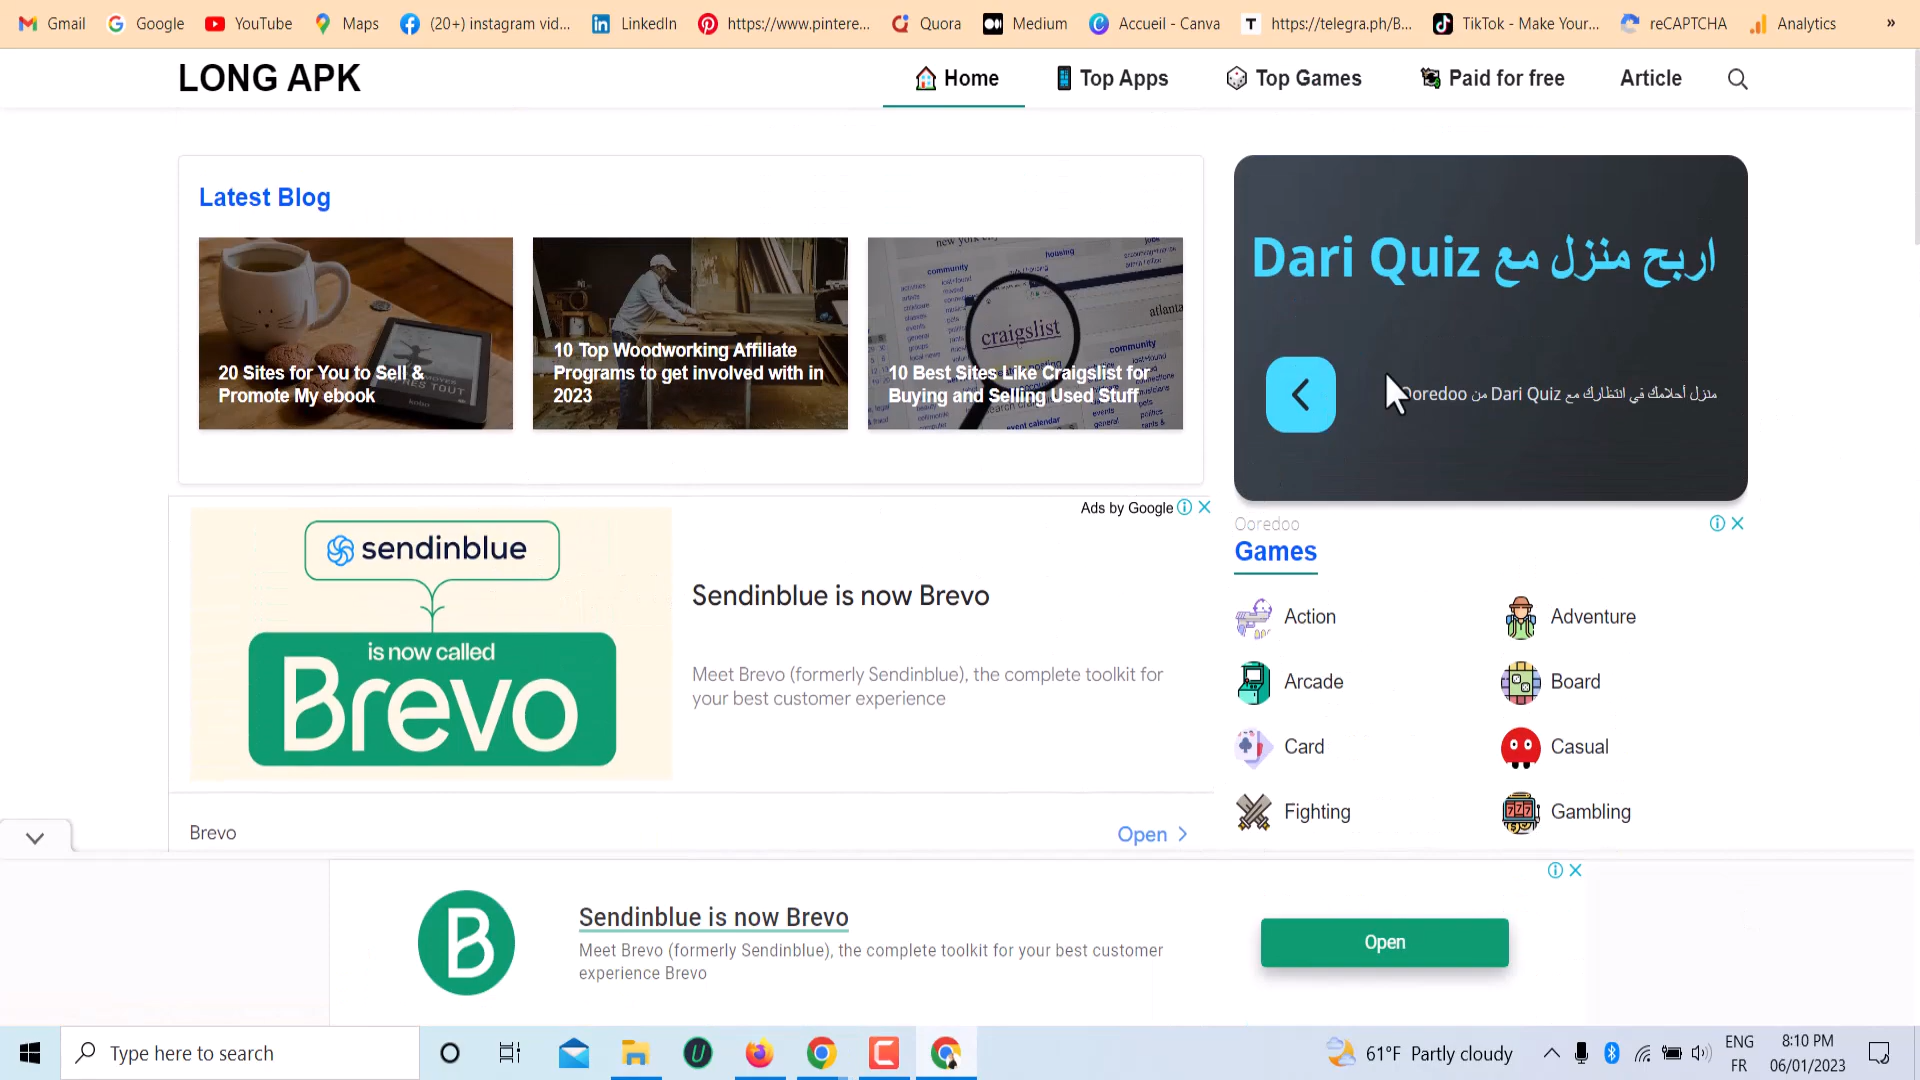 Gmail Google YouTube Maps (20+) instagram vid... LinkedIn https://www.pintere... Quora Medium Accueil - Canva https://telegra.ph/B... TikTok - Make Your... reCAPTCHA Analytics »
LONG APK Home Top Apps Top Games Paid for free Article
Latest Blog
20 Sites for You to Sell &
Promote My ebook
10 Top Woodworking Affiliate
Programs to get involved with in
2023
craigslist
community
housing
jobs
atlanta
community
event calendar
10 Best Sites Like Craigslist for
Buying and Selling Used Stuff
اربح منزل مع Dari Quiz
منزل أحلامك في انتظارك مع Dari Quiz من Ooredoo
Ooredoo
Ads by Google
sendinblue
is now called
Brevo
Sendinblue is now Brevo
Meet Brevo (formerly Sendinblue), the complete toolkit for
your best customer experience
Brevo
Open
Games
Action
Adventure
Arcade
Board
Card
Casual
Fighting
Gambling
B
Sendinblue is now Brevo
Meet Brevo (formerly Sendinblue), the complete toolkit for your best customer
experience Brevo
Open
Type here to search
61°F Partly cloudy
ENG
FR
8:10 PM
06/01/2023